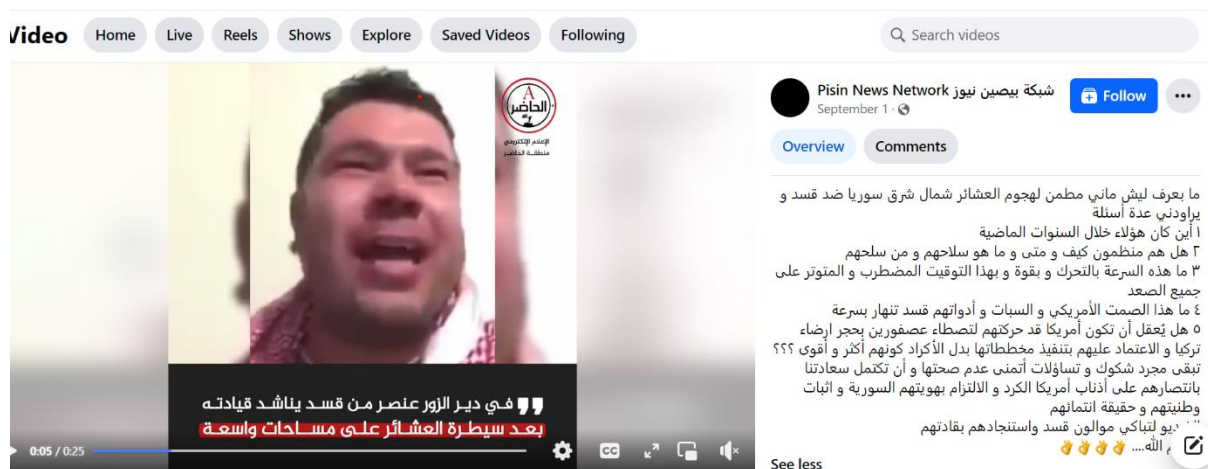 Video
Home
Live
Reels
Shows
Explore
Saved Videos
Following
Search videos
A
الحاضر
الإعلام الإلكتروني
منطقة الحاضر
في دير الزور عنصر من قسد يناشد قيادته
بعد سيطرة العشائر على مساحات واسعة
0:05 / 0:25
CC
شبكة بيصين نيوز Pisin News Network
September 1
Follow
Overview
Comments
ما بعرف ليش ماني مطمن لهجوم العشائر شمال شرق سوريا ضد قسد و
يراودني عدة أسئلة
١ أين كان هؤلاء خلال السنوات الماضية
٢ هل هم منظمون كيف و متى و ما هو سلاحهم و من سلحهم
٣ ما هذه السرعة بالتحرك و بقوة و بهذا التوقيت المضطرب و المتوتر على
جميع الصعد
٤ ما هذا الصمت الأمريكي و السبات و أدواتهم قسد تنهار بسرعة
٥ هل يُعقل أن تكون أمريكا قد حركتهم لتصطاء عصفورين بحجر ارضاء
تركيا و الاعتماد عليهم بتنفيذ مخططاتها بدل الأكراد كونهم أكثر و أقوى ؟؟؟
تبقى مجرد شكوك و تساؤلات أتمنى عدم صحتها و أن تكتمل سعادتنا
بانتصارهم على أذناب أمريكا الكرد و الالتزام بهويتهم السورية و اثبات
وطنيتهم و حقيقة انتمائهم
لتباكي موالون قسد واستنجادهم بقادتهم
الله....
See less